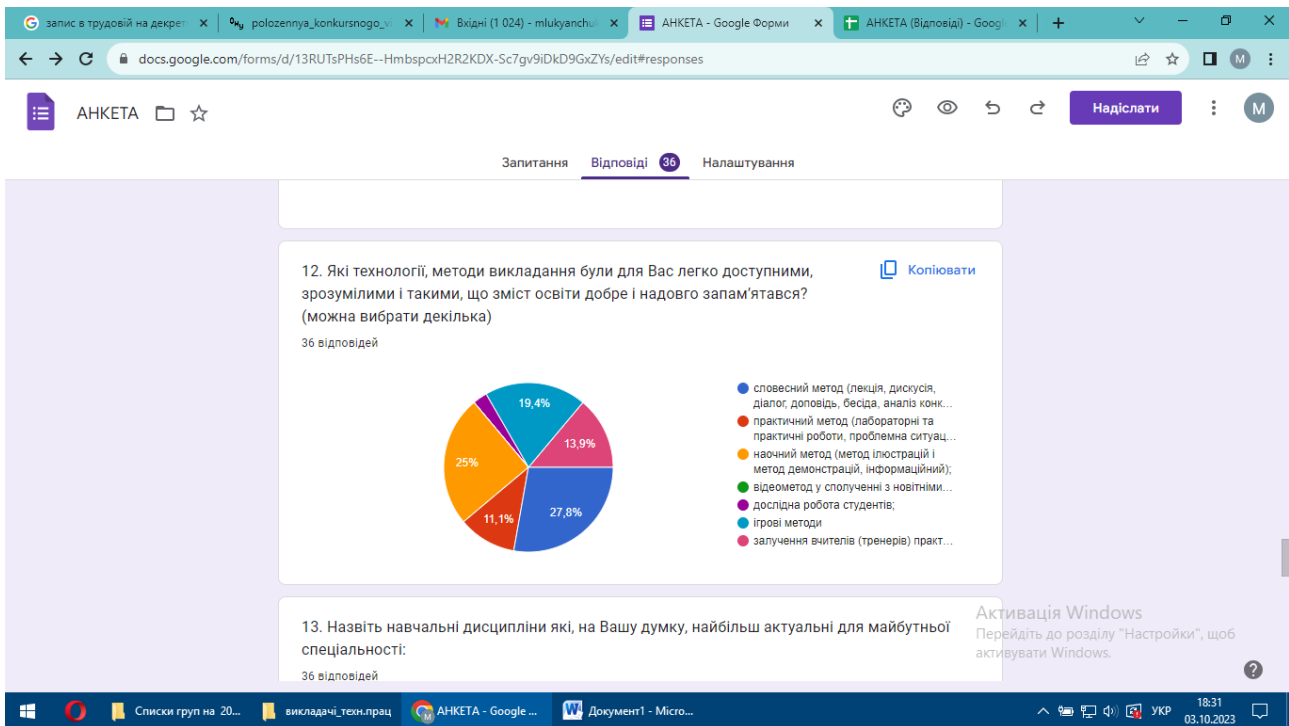 запис в трудовій на декрет
polozennya_konkursnogo_vi
Вхідні (1 024) - mlukyanchu
АНКЕТА - Google Форми
АНКЕТА (Відповіді) - Googl
docs.google.com/forms/d/13RUTsPHs6E--HmbspcxH2R2KDX-Sc7gv9iDkD9GxZYs/edit#responses
М
АНКЕТА
Надіслати
М
Запитання Відповіді 36 Налаштування
12. Які технології, методи викладання були для Вас легко доступними,
зрозумілими і такими, що зміст освіти добре і надовго запам'ятався?
(можна вибрати декілька)
Копіювати
36 відповідей
19,4%
13,9%
25%
11,1%
27,8%
словесний метод (лекція, дискусія,
діалог, доповідь, бесіда, аналіз конк...
практичний метод (лабораторні та
практичні роботи, проблемна ситуац...
наочний метод (метод ілюстрацій і
метод демонстрацій, інформаційний);
відеометод у сполученні з новітніми...
дослідна робота студентів;
ігрові методи
залучення вчителів (тренерів) практ...
13. Назвіть навчальні дисципліни які, на Вашу думку, найбільш актуальні для майбутньої
спеціальності:
36 відповідей
Активація Windows
Перейдіть до розділу "Настройки", щоб
активувати Windows.
Списки груп на 20...
викладачі_техн.прац
АНКЕТА - Google ...
Документ1 - Micro...
УКР
18:31
03.10.2023